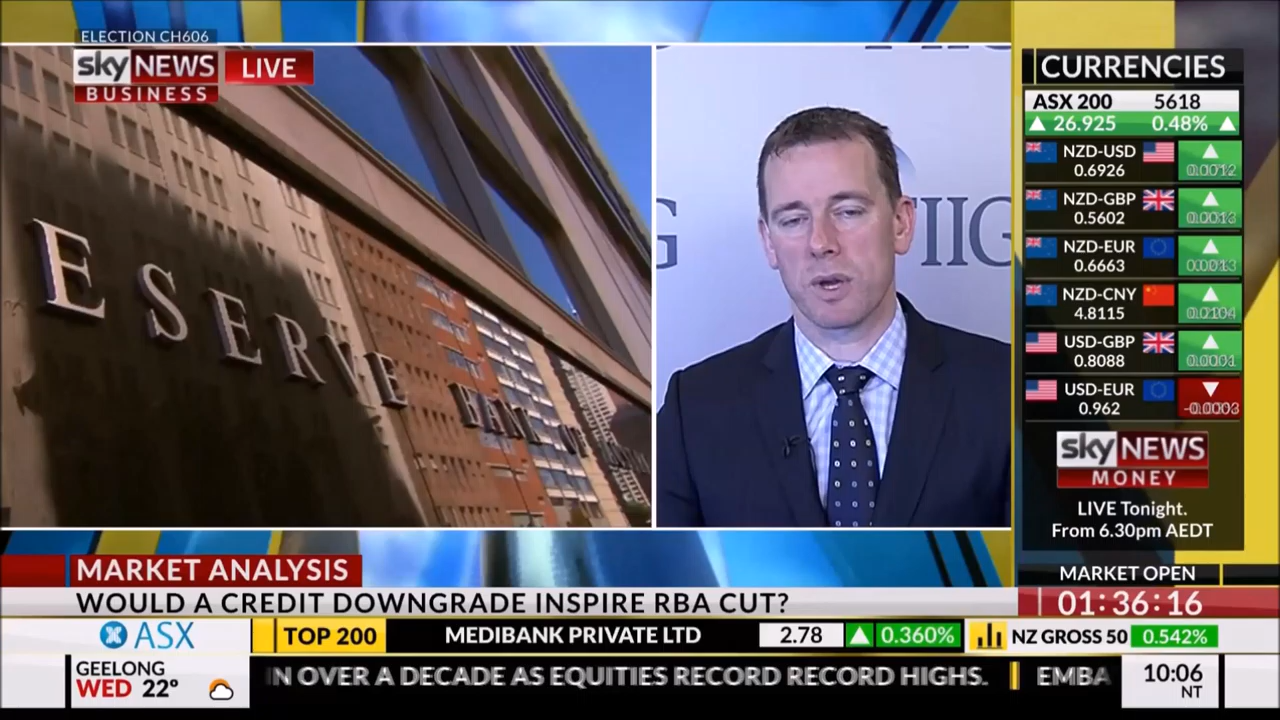 ELECTION CH606
sky NEWS
BUSINESS
LIVE
ESERVE BANK
FIIG
G
FIIG
CURRENCIES
ASX 200 5618
26.925 0.48%
NZD-USD
0.6926
0.0012
NZD-GBP
0.5602
0.0013
NZD-EUR
0.6663
0.0013
NZD-CNY
4.8115
0.0104
USD-GBP
0.8088
0.0001
USD-EUR
0.962
-0.0003
sky NEWS
MONEY
LIVE Tonight.
From 6.30pm AEDT
MARKET OPEN
01:36:16
MARKET ANALYSIS
WOULD A CREDIT DOWNGRADE INSPIRE RBA CUT?
ASX TOP 200 MEDIBANK PRIVATE LTD 2.78 0.360% NZ GROSS 50 0.542%
GEELONG
WED 22°
N OVER A DECADE AS EQUITIES RECORD RECORD HIGHS. EMBA
10:06
NT